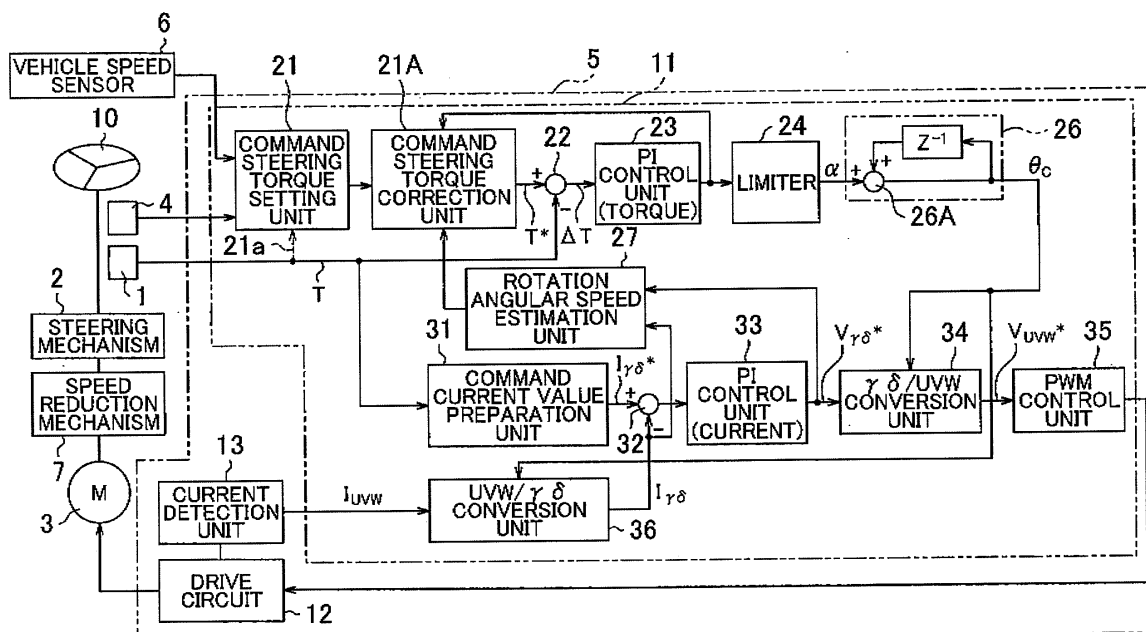 6
VEHICLE SPEED
SENSOR
10
4
1
2
STEERING
MECHANISM
SPEED
REDUCTION
MECHANISM
7
M
3
5
11
21
COMMAND
STEERING
TORQUE
SETTING
UNIT
21a
T
21A
COMMAND
STEERING
TORQUE
CORRECTION
UNIT
+
22
-
T*
ΔT
23
PI
CONTROL
UNIT
(TORQUE)
24
LIMITER
α
+
+
Z⁻¹
26
26A
θC
27
ROTATION
ANGULAR SPEED
ESTIMATION
UNIT
31
COMMAND
CURRENT VALUE
PREPARATION
UNIT
Iγδ*
+
-
32
33
PI
CONTROL
UNIT
(CURRENT)
Vγδ*
34
γδ/UVW
CONVERSION
UNIT
VUVW*
35
PWM
CONTROL
UNIT
13
CURRENT
DETECTION
UNIT
IUVW
UVW/γδ
CONVERSION
UNIT
36
Iγδ
DRIVE
CIRCUIT
12